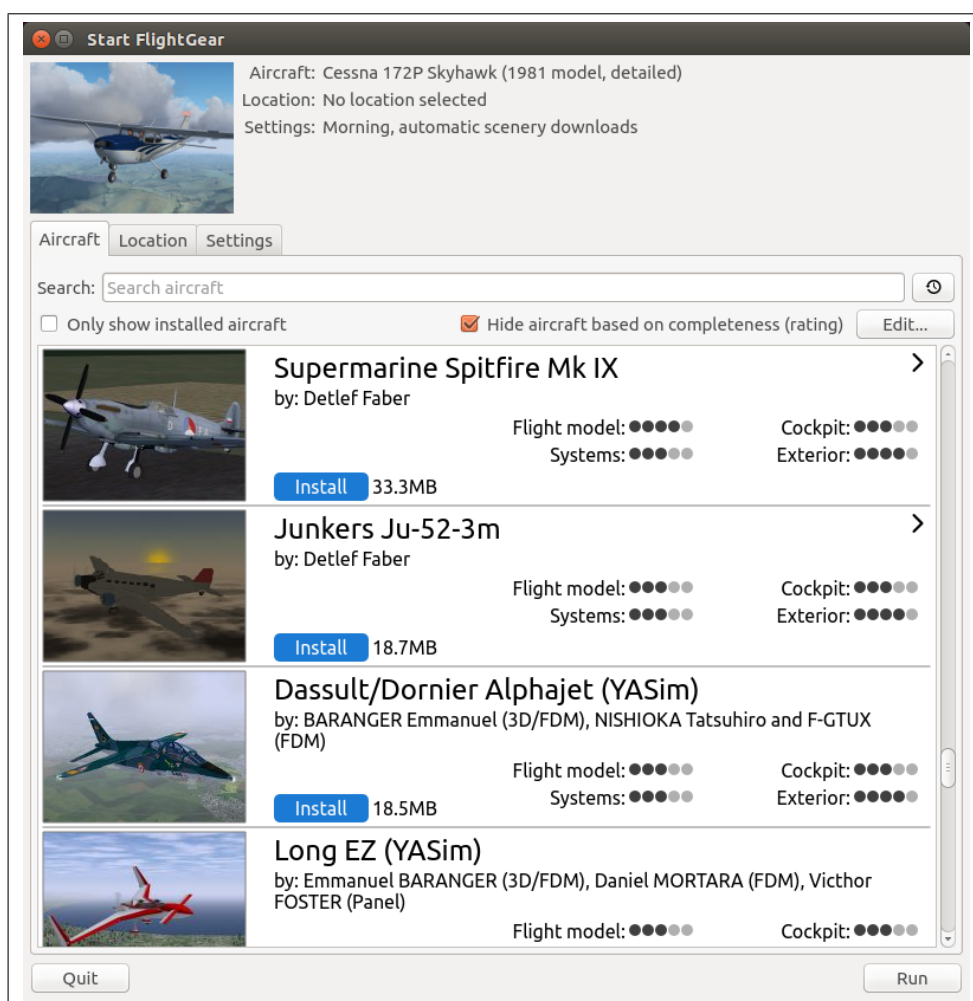 Start FlightGear
Aircraft: Cessna 172P Skyhawk (1981 model, detailed)
Location: No location selected
Settings: Morning, automatic scenery downloads
Aircraft Location Settings
Search: Search aircraft
Only show installed aircraft Hide aircraft based on completeness (rating) Edit...
Supermarine Spitfire Mk IX
by: Detlef Faber
Flight model: Cockpit:
Systems: Exterior:
Install 33.3MB
Junkers Ju-52-3m
by: Detlef Faber
Flight model: Cockpit:
Systems: Exterior:
Install 18.7MB
Dassult/Dornier Alphajet (YASim)
by: BARANGER Emmanuel (3D/FDM), NISHIOKA Tatsuhiro and F-GTUX
(FDM)
Flight model: Cockpit:
Systems: Exterior:
Install 18.5MB
Long EZ (YASim)
by: Emmanuel BARANGER (3D/FDM), Daniel MORTARA (FDM), Victhor
FOSTER (Panel)
Flight model: Cockpit:
Quit Run